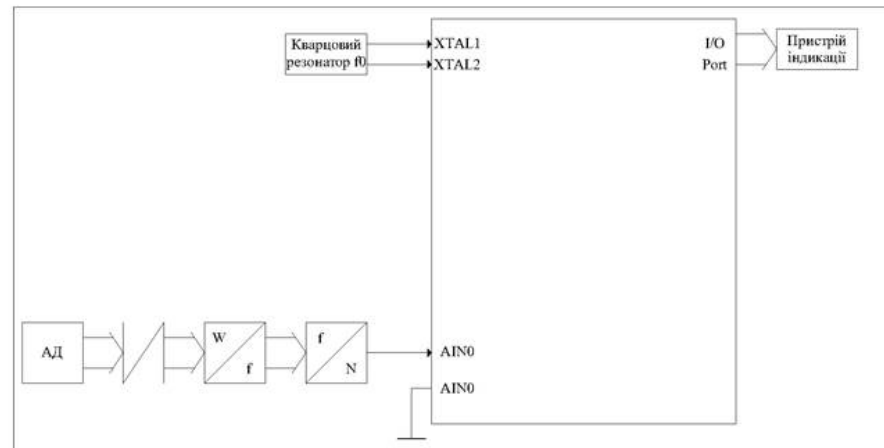 Кварцовий
резонатор f0
XTAL1
XTAL2
I/O
Port
Пристрій
індикації
АД
W
f
f
N
AIN0
AIN0